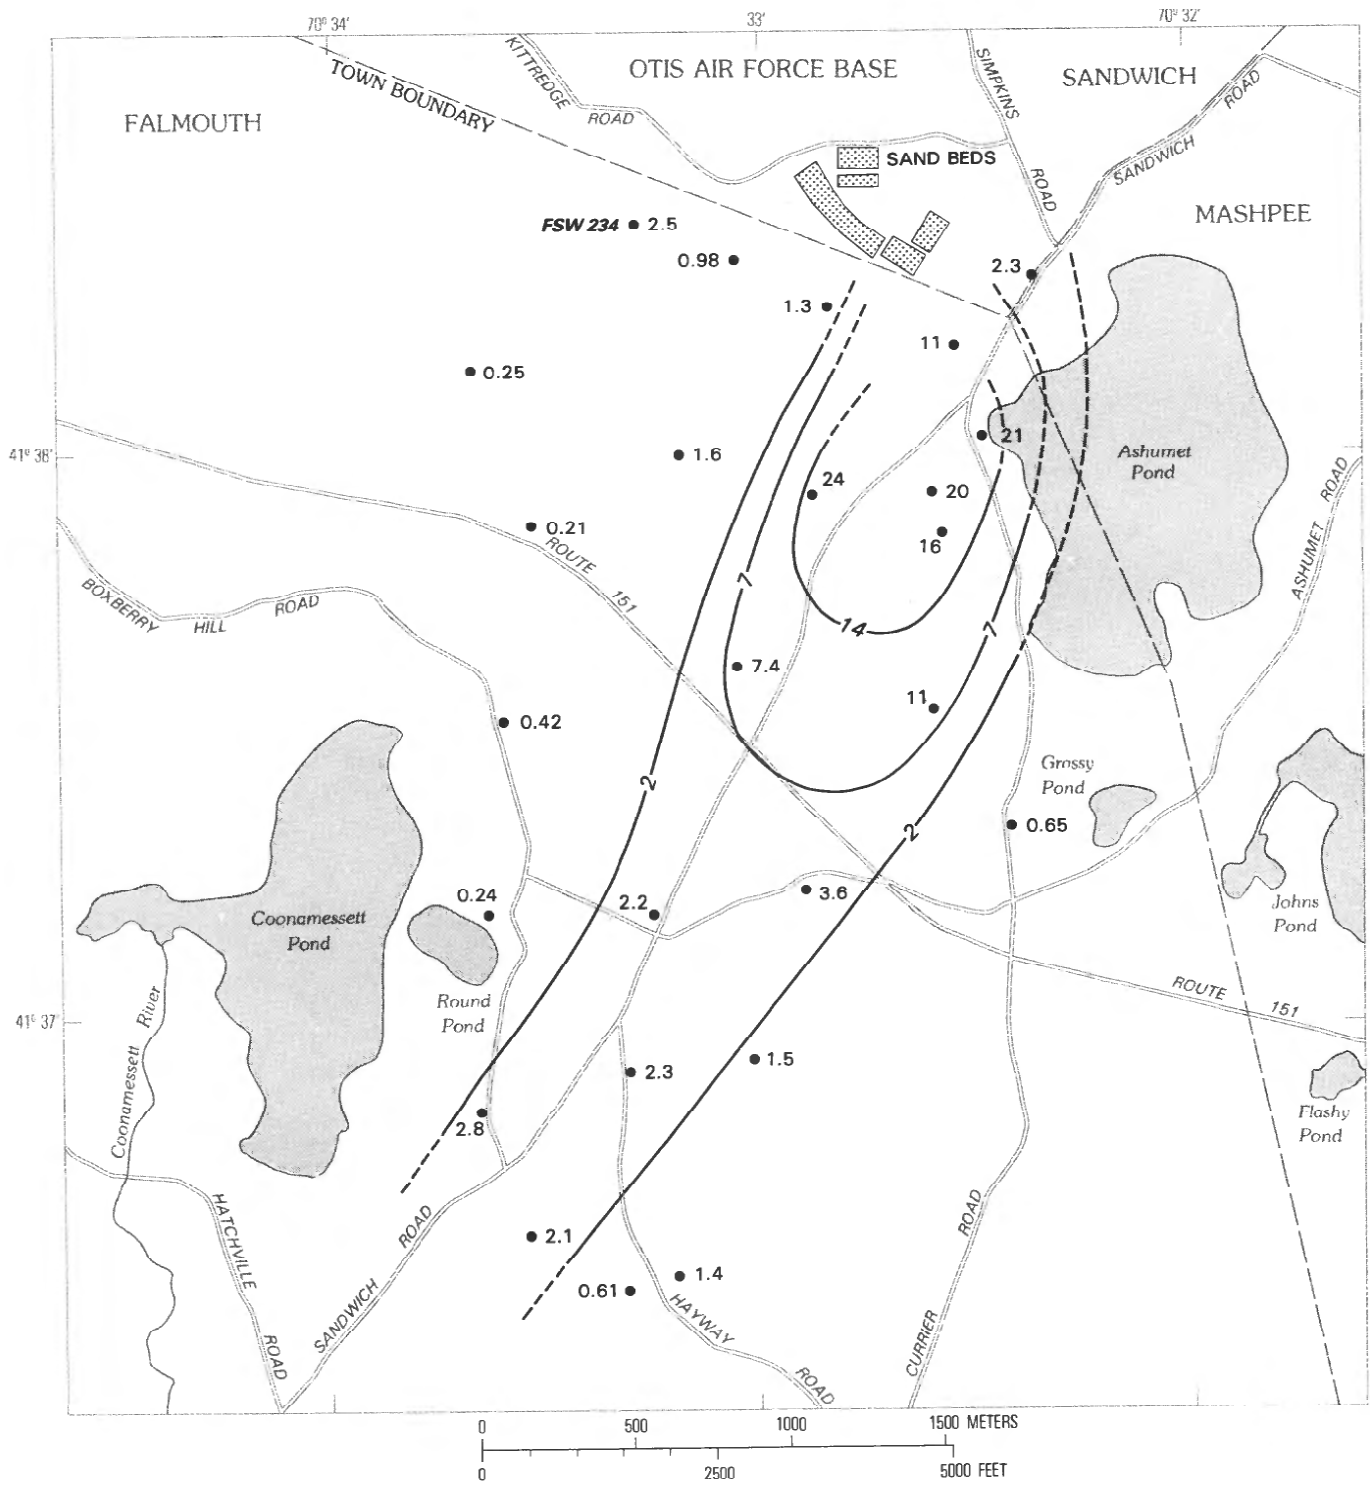 70° 34'
33'
70° 32'
KITTREDGE
ROAD
OTIS AIR FORCE BASE
SIMPKINS
ROAD
SANDWICH
SANDWICH
ROAD
TOWN BOUNDARY
FALMOUTH
SAND BEDS
MASHPEE
FSW 234
2.5
0.98
2.3
1.3
11
0.25
41° 38'
1.6
21
Ashumet
Pond
24
20
0.21
16
ROUTE
151
ASHUMET
ROAD
BOXBERRY
HILL
ROAD
7
14
7
7.4
11
0.42
2
Grassy
Pond
2
0.65
0.24
2.2
3.6
Coonamessett
Pond
Johns
Pond
Round
Pond
ROUTE
151
41° 37'
Coonamessett
River
2.3
1.5
2.8
Flashy
Pond
HATCHVILLE
ROAD
SANDWICH
ROAD
2.1
0.61
1.4
HAYWAY
ROAD
CURRIER
ROAD
0
500
1000
1500 METERS
0
2500
5000 FEET